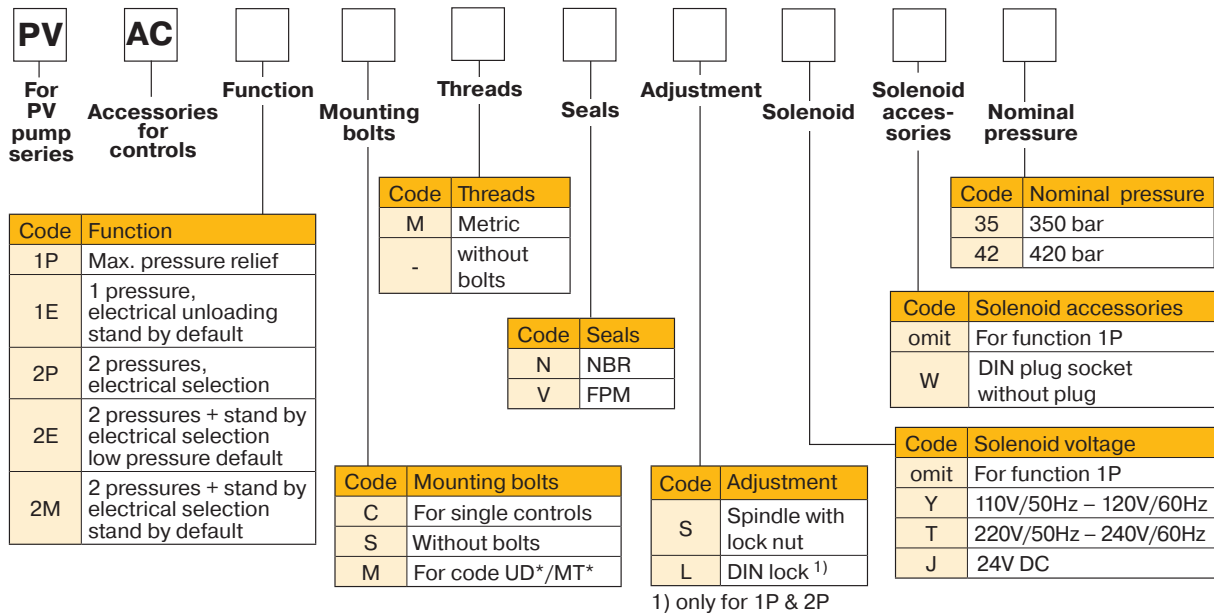 PV AC
For
PV
pump
series
Accessories
for
controls
Function
Mounting
bolts
Threads
Seals
Adjustment
Solenoid
Solenoid
acces-
sories
Nominal
pressure
Code Function
1P Max. pressure relief
1E 1 pressure,
electrical unloading
stand by default
2P 2 pressures,
electrical selection
2E 2 pressures + stand by
electrical selection
low pressure default
2M 2 pressures + stand by
electrical selection
stand by default
Code Mounting bolts
C For single controls
S Without bolts
M For code UD*/MT*
Code Threads
M Metric
- without
bolts
Code Seals
N NBR
V FPM
Code Adjustment
S Spindle with
lock nut
L DIN lock 1)
1) only for 1P & 2P
Code Solenoid voltage
omit For function 1P
Y 110V/50Hz – 120V/60Hz
T 220V/50Hz – 240V/60Hz
J 24V DC
Code Solenoid accessories
omit For function 1P
W DIN plug socket
without plug
Code Nominal pressure
35 350 bar
42 420 bar